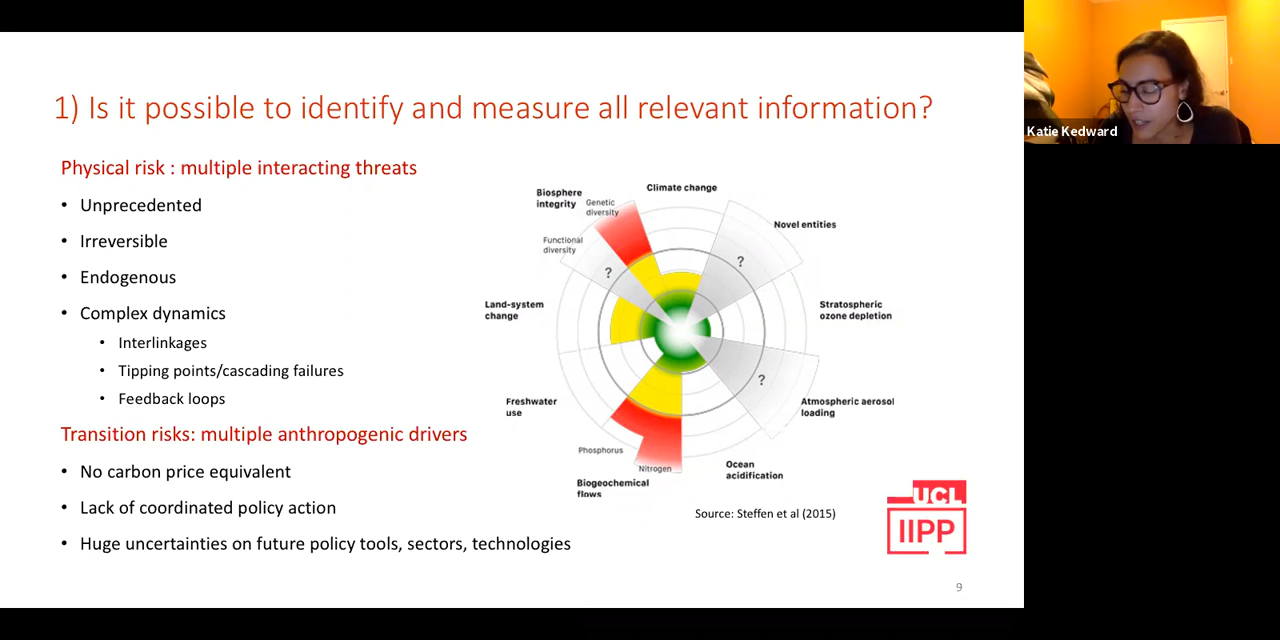 1) Is it possible to identify and measure all relevant information?
Katie Kedward
Physical risk : multiple interacting threats
• Unprecedented
• Irreversible
• Endogenous
• Complex dynamics
• Interlinkages
• Tipping points/cascading failures
• Feedback loops
Transition risks: multiple anthropogenic drivers
• No carbon price equivalent
• Lack of coordinated policy action
• Huge uncertainties on future policy tools, sectors, technologies
Climate change
Biosphere
integrity
Genetic
diversity
Functional
diversity
?
Novel entities
?
Land-system
change
Stratospheric
ozone depletion
Freshwater
use
?
Atmospheric aerosol
loading
Phosphorus
Nitrogen
Biogeochemical
flows
Ocean
acidification
Source: Steffen et al (2015)
UCL
IIPP
9